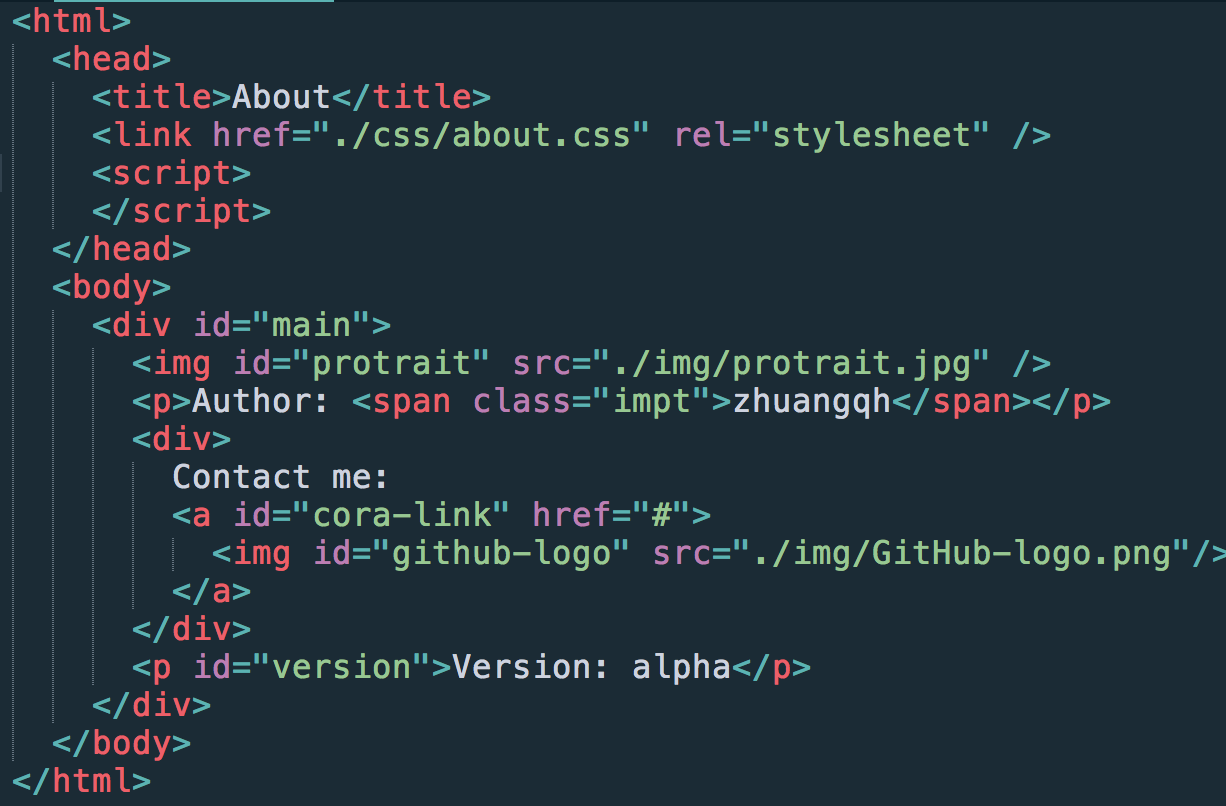 <html>
<head>
<title>About</title>
<link href="./css/about.css" rel="stylesheet" />
<script>
</script>
</head>
<body>
<div id="main">
<img id="protrait" src="./img/protrait.jpg" />
<p>Author: <span class="impt">zhuangqh</span></p>
<div>
Contact me:
<a id="cora-link" href="#">
<img id="github-logo" src="./img/GitHub-logo.png"/>
</a>
</div>
<p id="version">Version: alpha</p>
</div>
</body>
</html>